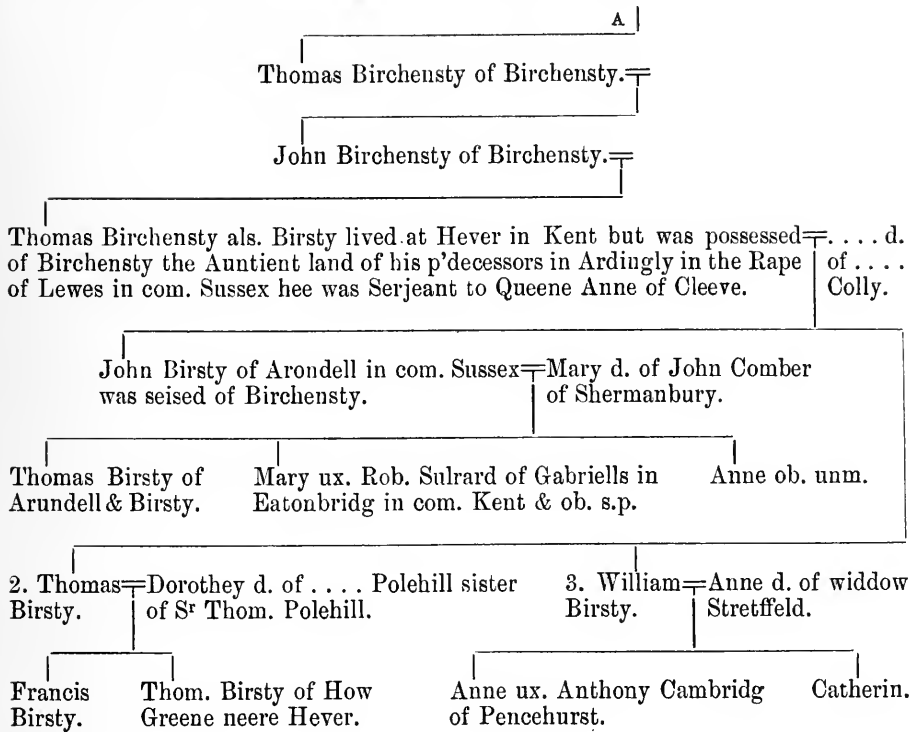 A
Thomas Birchensty of Birchensty.
John Birchensty of Birchensty.
Thomas Birchensty als. Birsty lived at Hever in Kent but was possessed
of Birchensty the Auntient land of his p'decessors in Ardingly in the Rape
of Lewes in com. Sussex hee was Serjeant to Queene Anne of Cleeve.
. . . . d.
of . . . .
Colly.
John Birsty of Arondell in com. Sussex
was seised of Birchensty.
Mary d. of John Comber
of Shermanbury.
Thomas Birsty of
Arundell & Birsty.
Mary ux. Rob. Sulrard of Gabriells in
Eatonbridg in com. Kent & ob. s.p.
Anne ob. unm.
2. Thomas
Birsty.
Dorothey d. of . . . . Polehill sister
of Sr Thom. Polehill.
3. William
Birsty.
Anne d. of widdow
Stretffeld.
Francis
Birsty.
Thom. Birsty of How
Greene neere Hever.
Anne ux. Anthony Cambridg
of Pencehurst.
Catherin.